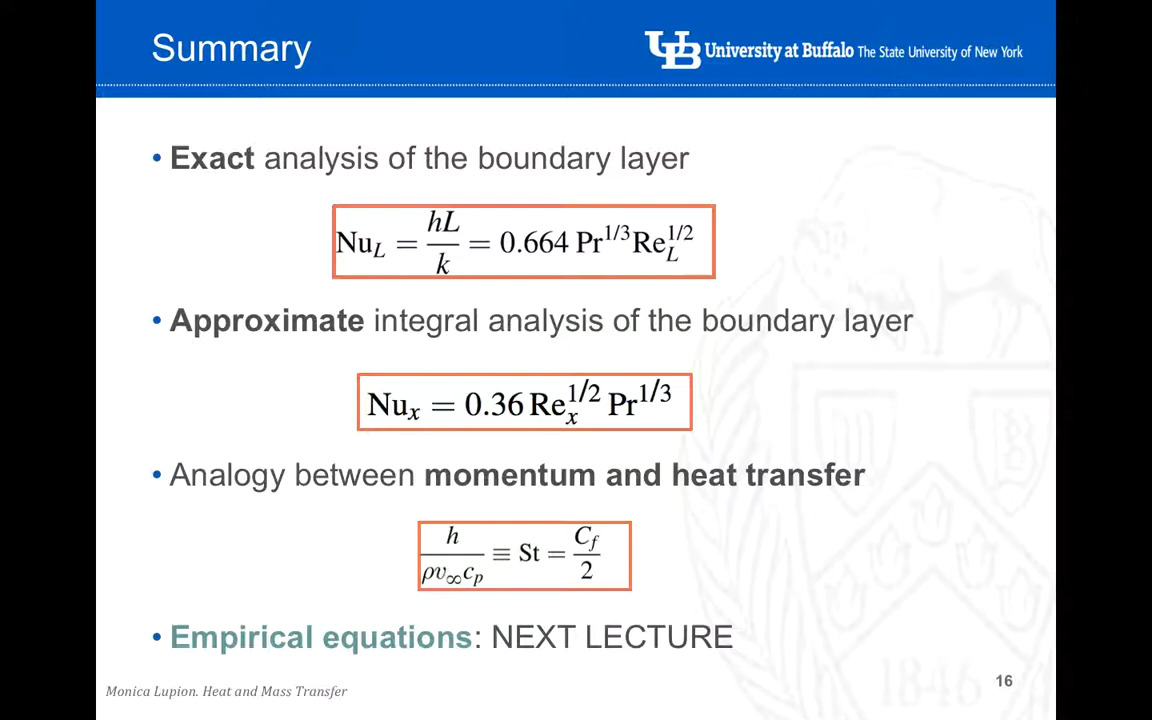 Summary
UB University at Buffalo The State University of New York
• Exact analysis of the boundary layer
Nu_L = hL/k = 0.664 Pr^{1/3} Re_L^{1/2}
• Approximate integral analysis of the boundary layer
Nu_x = 0.36 Re_x^{1/2} Pr^{1/3}
• Analogy between momentum and heat transfer
h/(ρv_∞c_p) ≡ St = C_f/2
• Empirical equations: NEXT LECTURE
Monica Lupion. Heat and Mass Transfer
16
1846